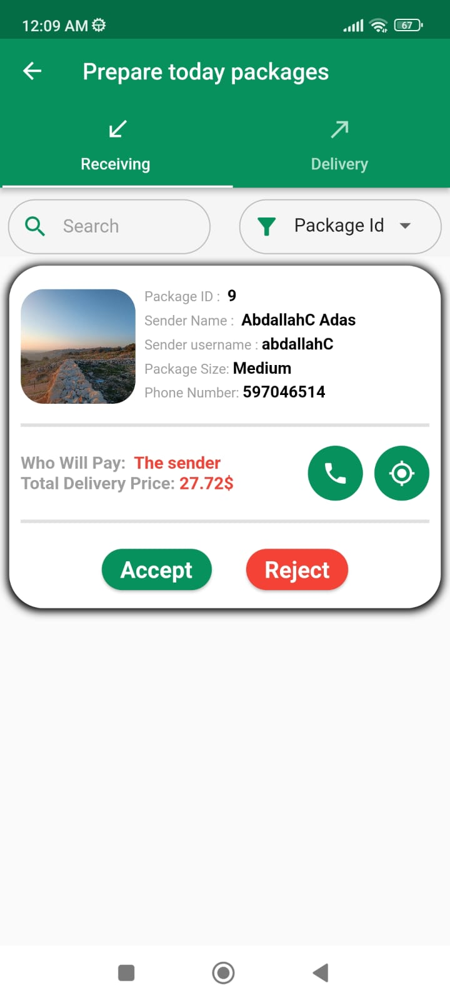 12:09 AM
67
Prepare today packages
Receiving
Delivery
Search
Package Id
Package ID : 9
Sender Name : AbdallahC Adas
Sender username : abdallahC
Package Size: Medium
Phone Number: 597046514
Who Will Pay: The sender
Total Delivery Price: 27.72$
Accept
Reject